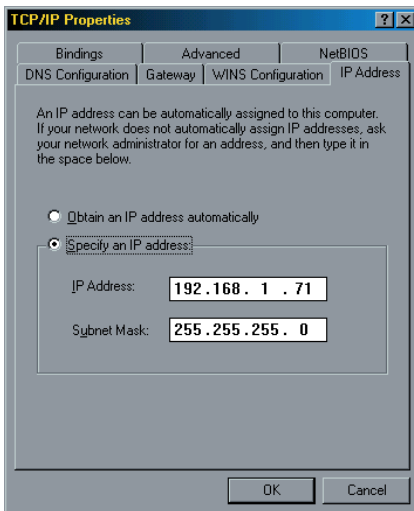 TCP/IP Properties
? X
Bindings Advanced NetBIOS
DNS Configuration Gateway WINS Configuration IP Address
An IP address can be automatically assigned to this computer.
If your network does not automatically assign IP addresses, ask
your network administrator for an address, and then type it in
the space below.
Obtain an IP address automatically
Specify an IP address:
IP Address: 192.168. 1 .71
Subnet Mask: 255.255.255. 0
OK Cancel